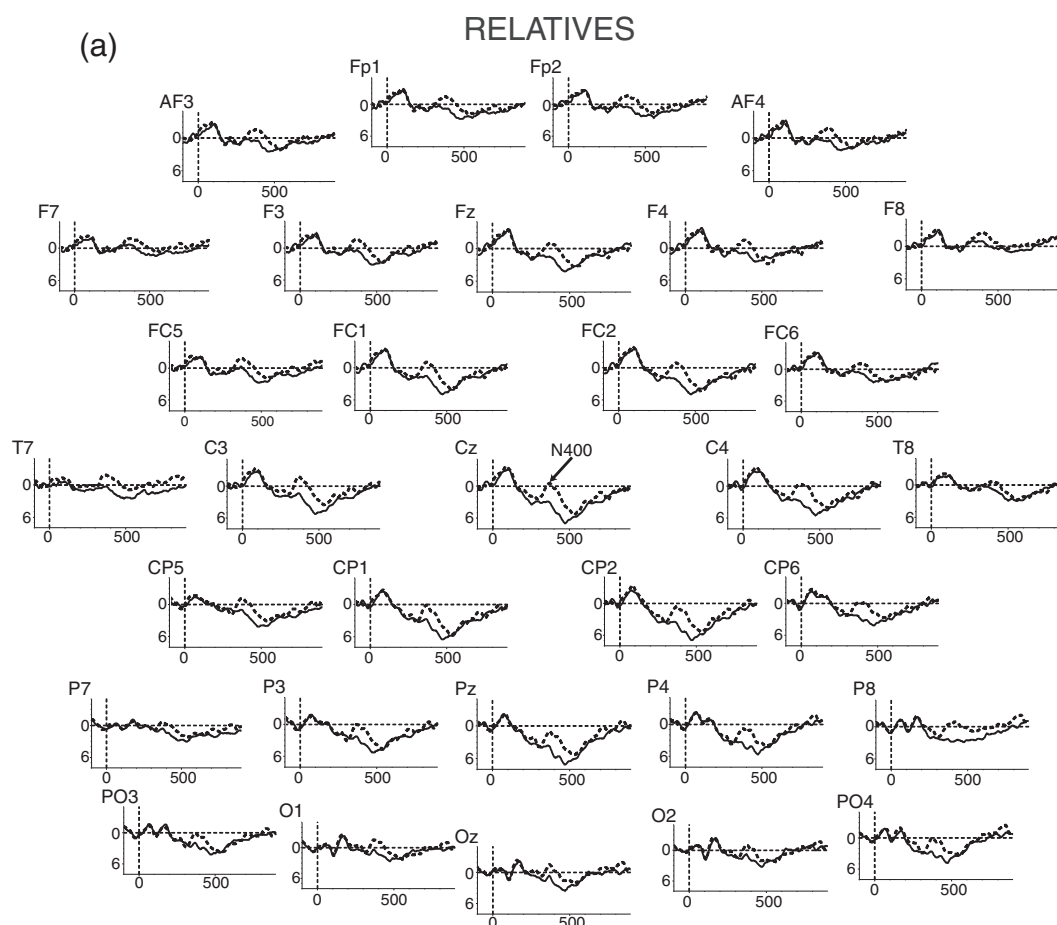 RELATIVES
(a)
Fp1 Fp2
0 0
6 6
0 500 0 500
AF3 AF4
0 0
6 6
0 500 0 500
F7 F3 Fz F4 F8
0 0 0 0 0
6 6 6 6 6
0 500 0 500 0 500 0 500 0 500
FC5 FC1 FC2 FC6
0 0 0 0
6 6 6 6
0 500 0 500 0 500 0 500
T7 C3 Cz N400 C4 T8
0 0 0 0 0
6 6 6 6 6
0 500 0 500 0 500 0 500 0 500
CP5 CP1 CP2 CP6
0 0 0 0
6 6 6 6
0 500 0 500 0 500 0 500
P7 P3 Pz P4 P8
0 0 0 0 0
6 6 6 6 6
0 500 0 500 0 500 0 500 0 500
PO3 O1 Oz O2 PO4
0 0 0 0 0
6 6 6 6 6
0 500 0 500 0 500 0 500 0 500